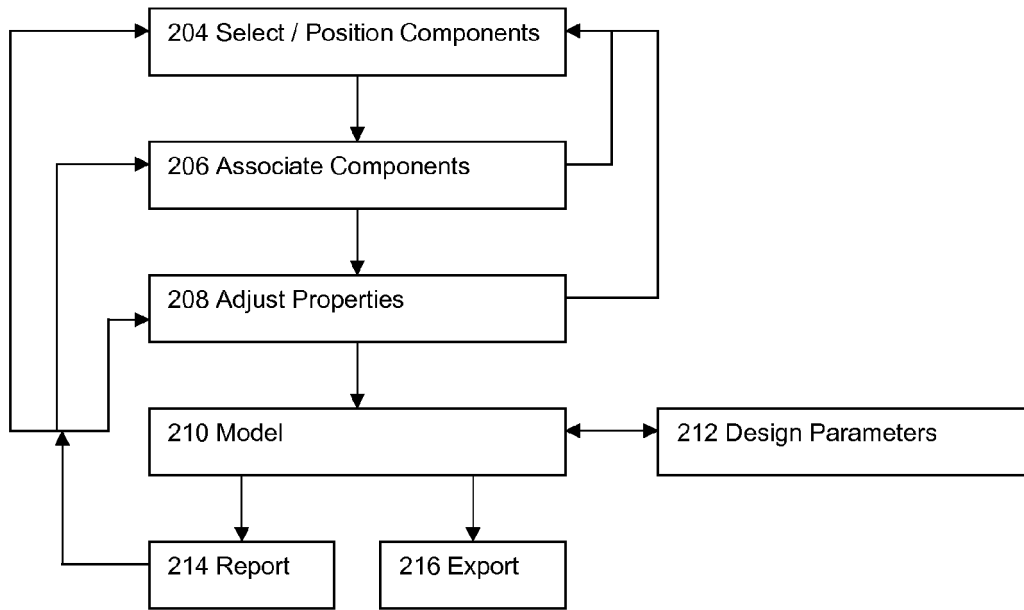 204 Select / Position Components
206 Associate Components
208 Adjust Properties
210 Model
212 Design Parameters
214 Report
216 Export